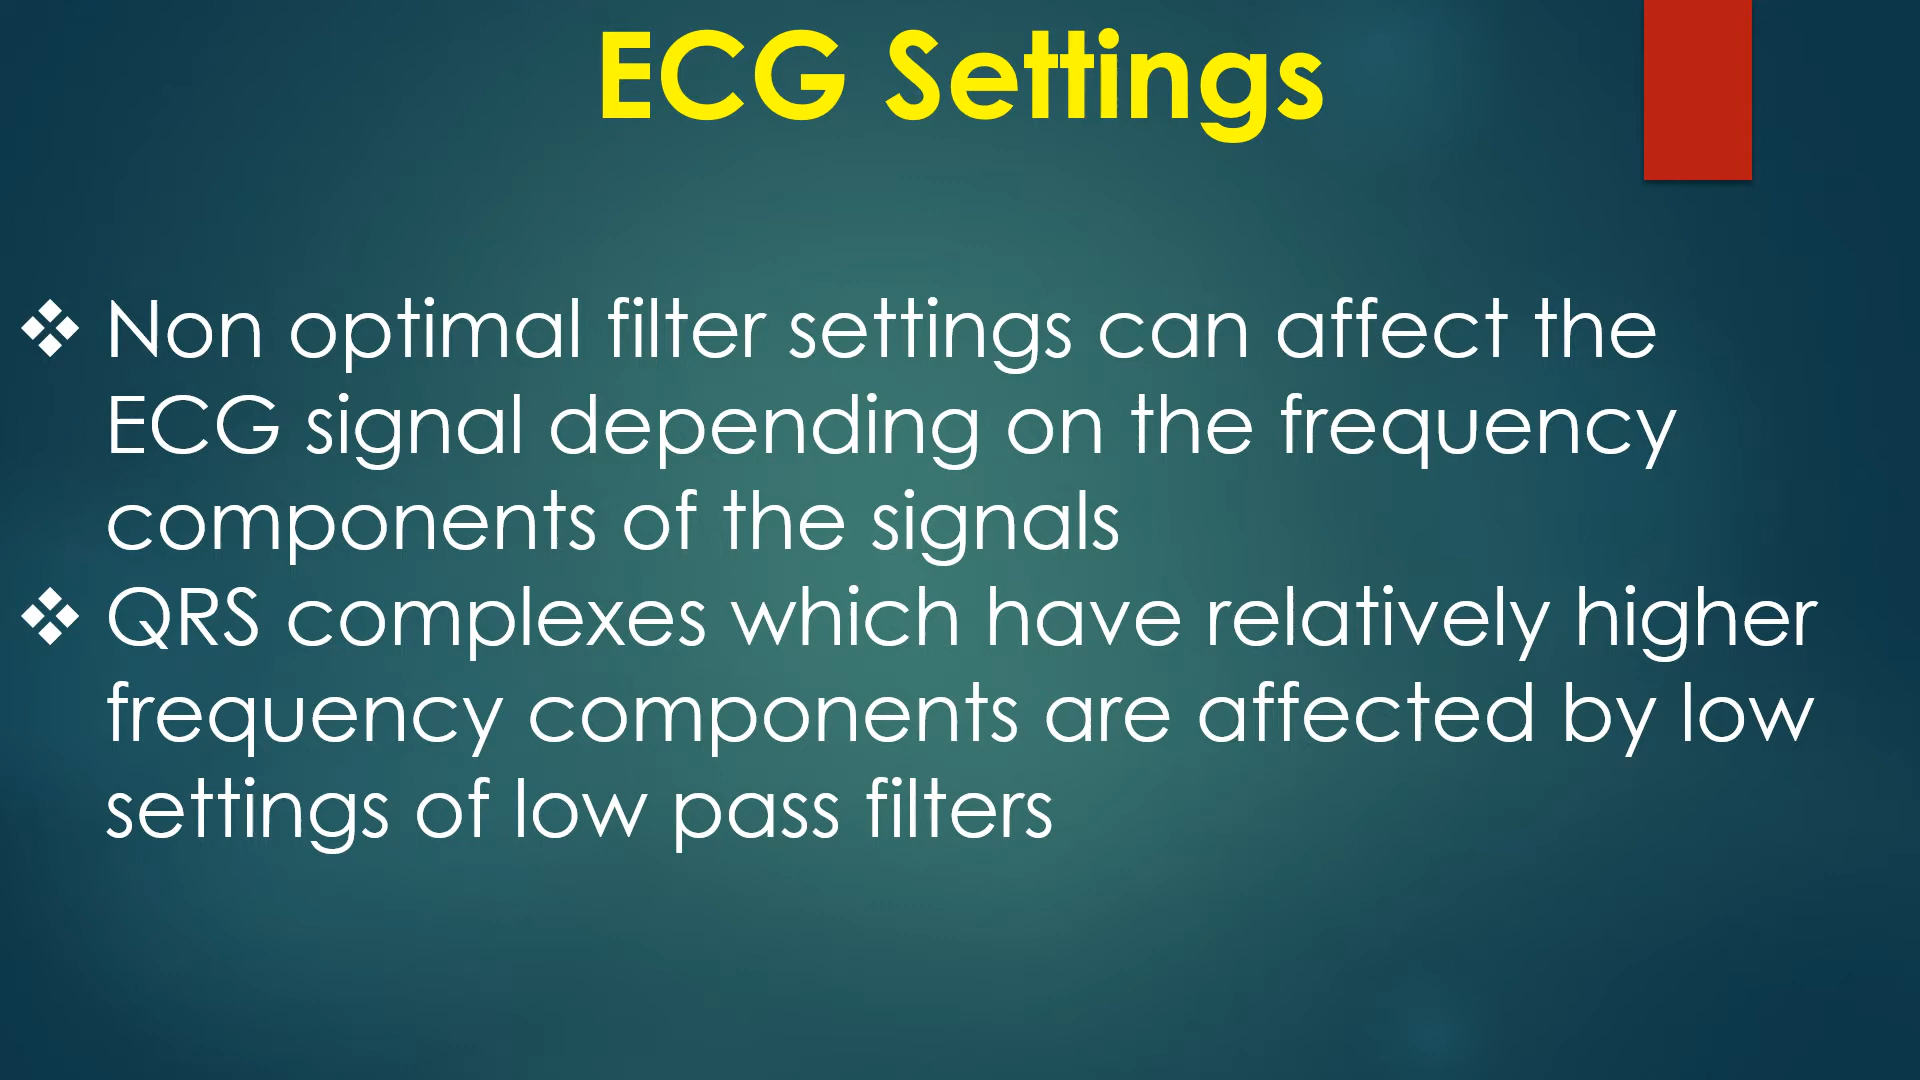 ECG Settings
❖ Non optimal filter settings can affect the
ECG signal depending on the frequency
components of the signals
❖ QRS complexes which have relatively higher
frequency components are affected by low
settings of low pass filters